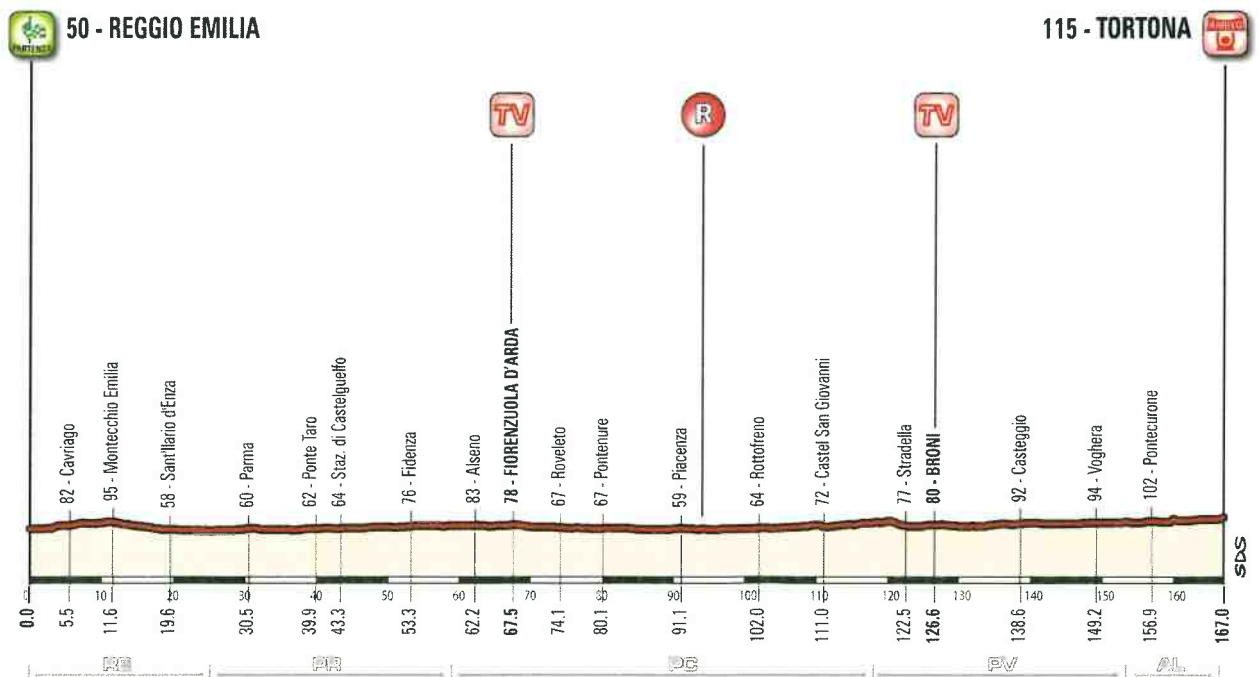 50 - REGGIO EMILIA
115 - TORTONA
PARTENZA
ARRIVO
TV
R
TV
82 - Cavriago
95 - Montecchio Emilia
58 - Sant'Ilario d'Enza
60 - Parma
62 - Ponte Taro
64 - Staz. di Castelguelfo
76 - Fidenza
83 - Alseno
78 - FIORENZUOLA D'ARDA
67 - Roveleto
67 - Pontenure
59 - Piacenza
64 - Rottofreno
72 - Castel San Giovanni
77 - Stradella
80 - BRONI
92 - Casteggio
94 - Voghera
102 - Pontecurone
SDS
0 10 20 30 40 50 60 70 80 90 100 110 120 130 140 150 160
0.0 5.5 11.6 19.6 30.5 39.9 43.3 53.3 62.2 67.5 74.1 80.1 91.1 102.0 111.0 122.5 126.6 138.6 149.2 156.9 167.0
RE PR PC PV AL